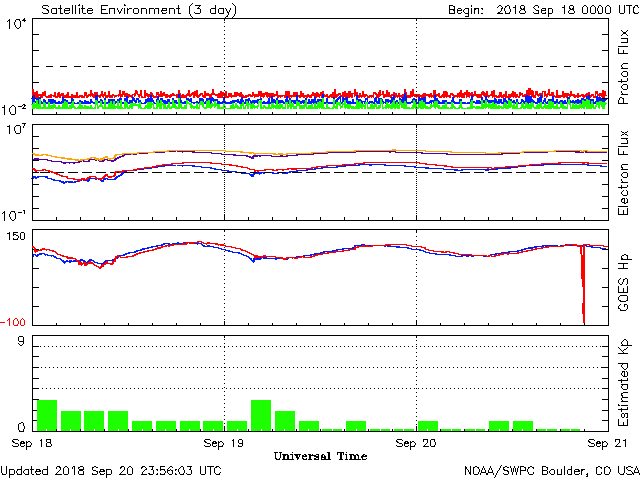 Satellite Environment (3 day) Begin: 2018 Sep 18 0000 UTC
10^4
10^-2
Proton Flux
10^7
10^-1
Electron Flux
150
-100
GOES Hp
9
0
Estimated Kp
Sep 18 Sep 19 Sep 20 Sep 21
Universal Time
Updated 2018 Sep 20 23:56:03 UTC NOAA/SWPC Boulder, CO USA